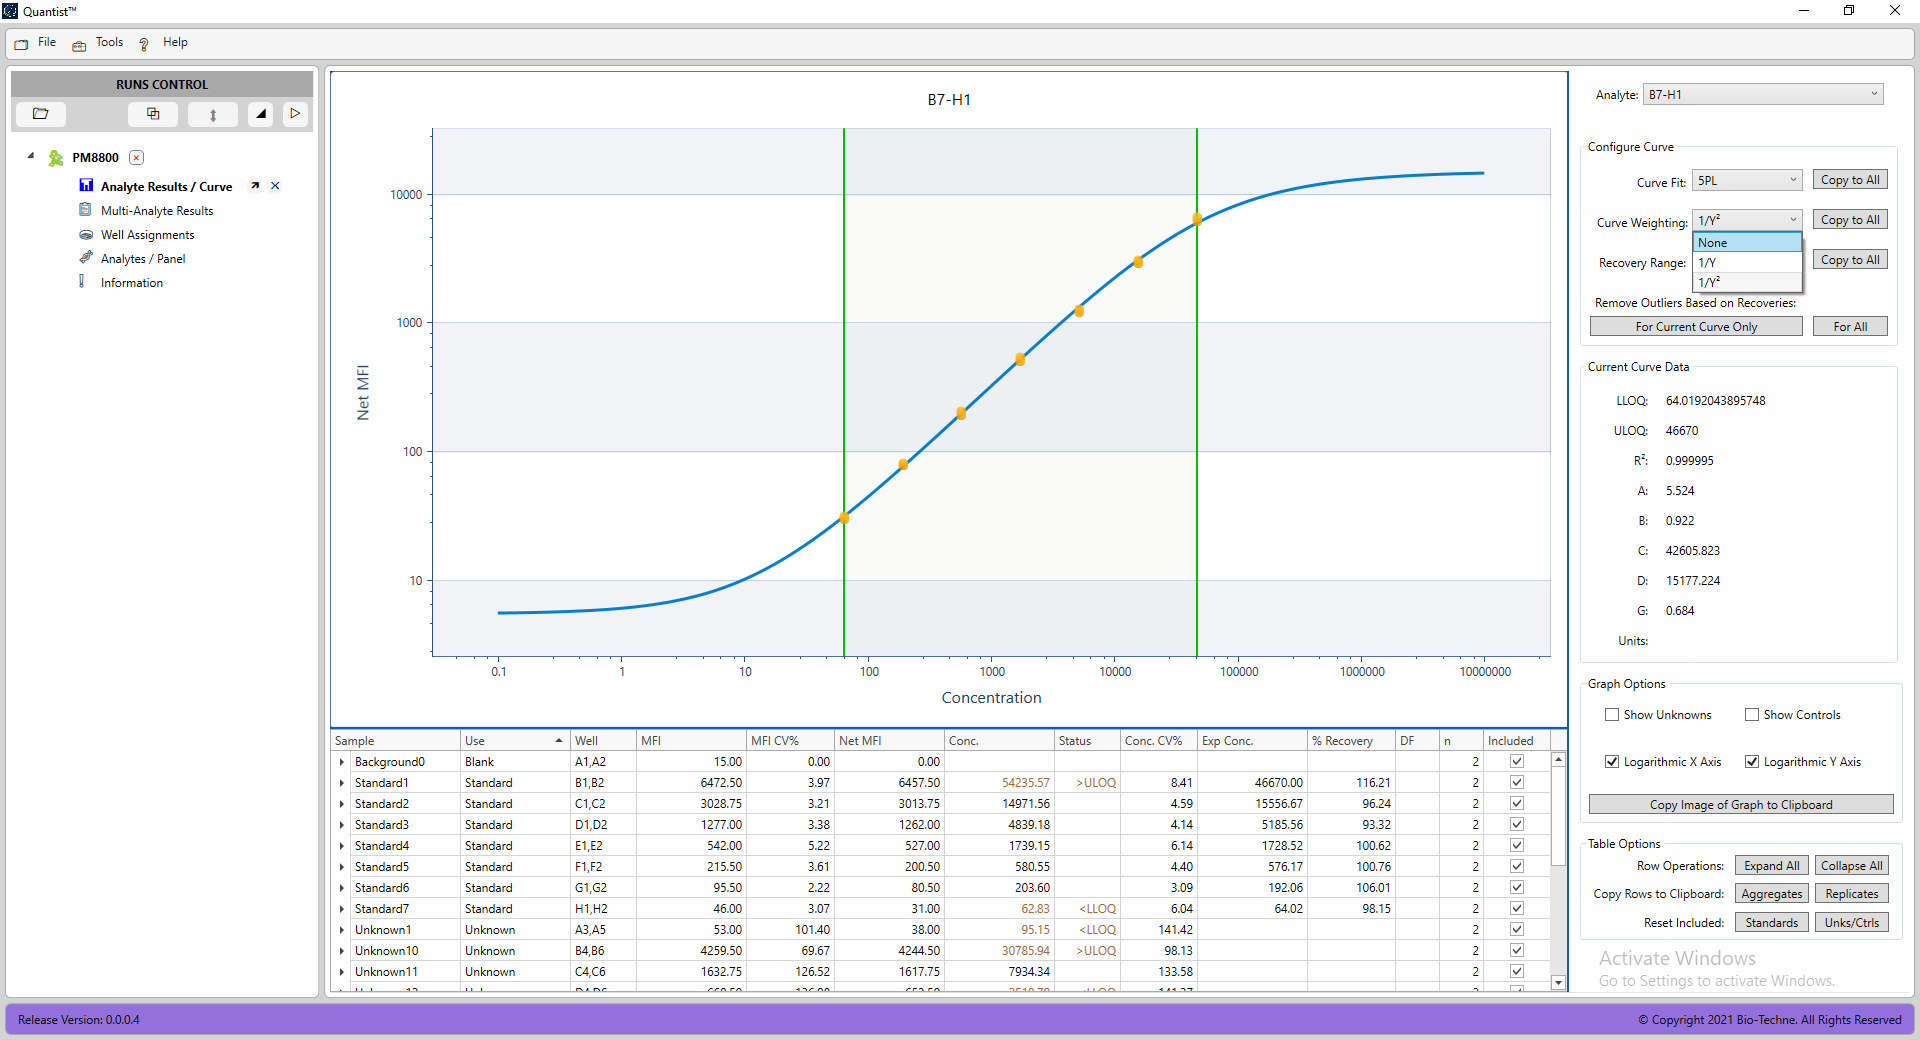 Quantist™
File Tools Help
RUNS CONTROL
PM8800
Analyte Results / Curve
Multi-Analyte Results
Well Assignments
Analytes / Panel
Information
B7-H1
Net MFI
10000
1000
100
10
0.1 1 10 100 1000 10000 100000 1000000 10000000
Concentration
Sample Use Well MFI MFI CV% Net MFI Conc. Status Conc. CV% Exp Conc. % Recovery DF n Included
Background0 Blank A1,A2 15.00 0.00 0.00 2
Standard1 Standard B1,B2 6472.50 3.97 6457.50 54235.57 >ULOQ 8.41 46670.00 116.21 2
Standard2 Standard C1,C2 3028.75 3.21 3013.75 14971.56 4.59 15556.67 96.24 2
Standard3 Standard D1,D2 1277.00 3.38 1262.00 4839.18 4.14 5185.56 93.32 2
Standard4 Standard E1,E2 542.00 5.22 527.00 1739.15 6.14 1728.52 100.62 2
Standard5 Standard F1,F2 215.50 3.61 200.50 580.55 4.40 576.17 100.76 2
Standard6 Standard G1,G2 95.50 2.22 80.50 203.60 3.09 192.06 106.01 2
Standard7 Standard H1,H2 46.00 3.07 31.00 62.83 <LLOQ 6.04 64.02 98.15 2
Unknown1 Unknown A3,A5 53.00 101.40 38.00 95.15 <LLOQ 141.42 2
Unknown10 Unknown B4,B6 4259.50 69.67 4244.50 30785.94 >ULOQ 98.13 2
Unknown11 Unknown C4,C6 1632.75 126.52 1617.75 7934.34 133.58 2
Analyte: B7-H1
Configure Curve
Curve Fit: 5PL Copy to All
Curve Weighting: 1/Y² Copy to All
None
1/Y
1/Y²
Recovery Range: Copy to All
Remove Outliers Based on Recoveries:
For Current Curve Only For All
Current Curve Data
LLOQ: 64.0192043895748
ULOQ: 46670
R²: 0.999995
A: 5.524
B: 0.922
C: 42605.823
D: 15177.224
G: 0.684
Units:
Graph Options
Show Unknowns Show Controls
Logarithmic X Axis Logarithmic Y Axis
Copy Image of Graph to Clipboard
Table Options
Row Operations: Expand All Collapse All
Copy Rows to Clipboard: Aggregates Replicates
Reset Included: Standards Unks/Ctrls
Activate Windows
Go to Settings to activate Windows.
Release Version: 0.0.0.4
© Copyright 2021 Bio-Techne. All Rights Reserved